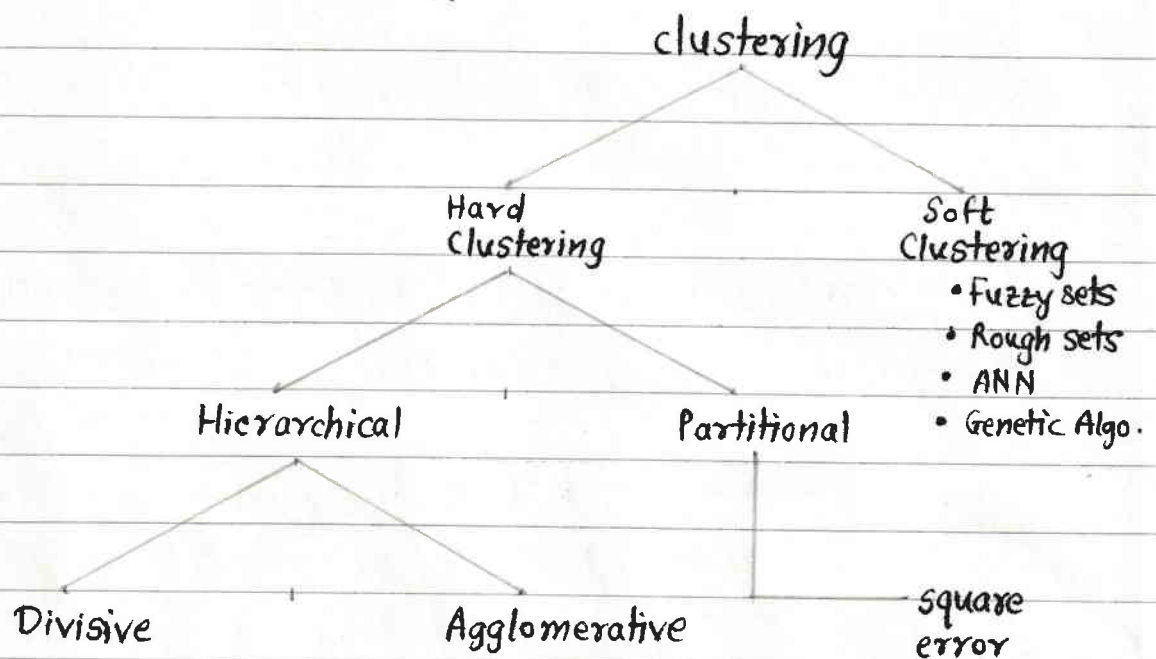 clustering
Hard
Clustering
Soft
Clustering
• Fuzzy sets
• Rough sets
• ANN
• Genetic Algo.
Hierarchical
Partitional
Divisive
Agglomerative
square
error